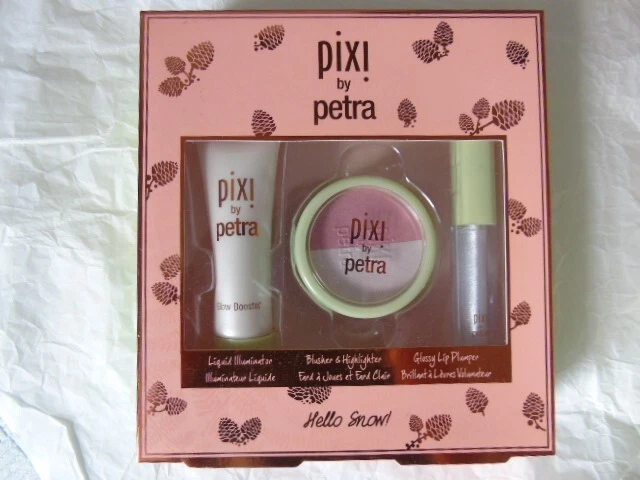 pixi
by
petra
pixi
by
petra
Glow Booster
pixi
by
petra
pixi
Liquid Illuminator
Illuminateur Liquide
Blusher & Highlighter
Fard à Joues et Fard Clair
Glossy Lip Plumper
Brillant à Lèvres Volumateur
Hello Snow!